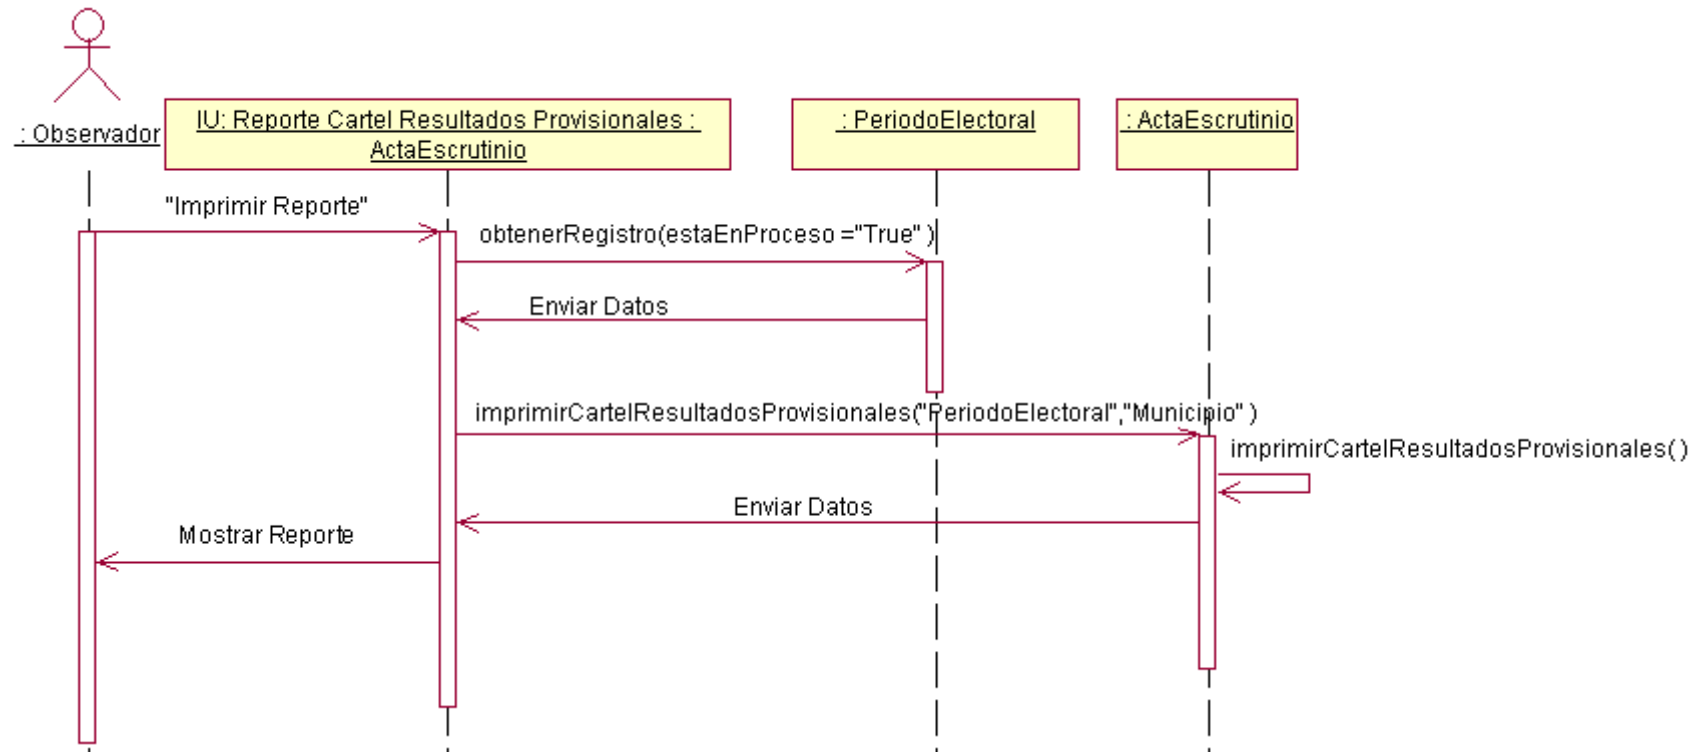 : Observador
IU: Reporte Cartel Resultados Provisionales :
ActaEscrutinio
: PeriodoElectoral
: ActaEscrutinio
"Imprimir Reporte"
obtenerRegistro(estaEnProceso ="True" )
Enviar Datos
imprimirCartelResultadosProvisionales("PeriodoElectoral","Municipio" )
imprimirCartelResultadosProvisionales( )
Enviar Datos
Mostrar Reporte